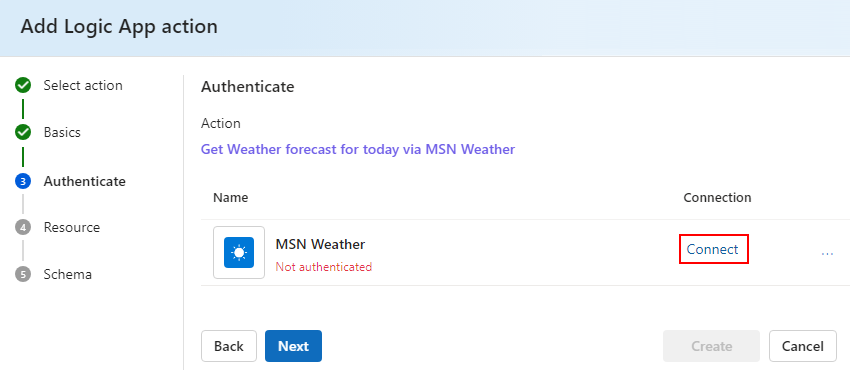 Add Logic App action
Select action
Basics
3 Authenticate
4 Resource
5 Schema
Authenticate
Action
Get Weather forecast for today via MSN Weather
Name Connection
MSN Weather
Not authenticated
Connect
...
Back Next Create Cancel